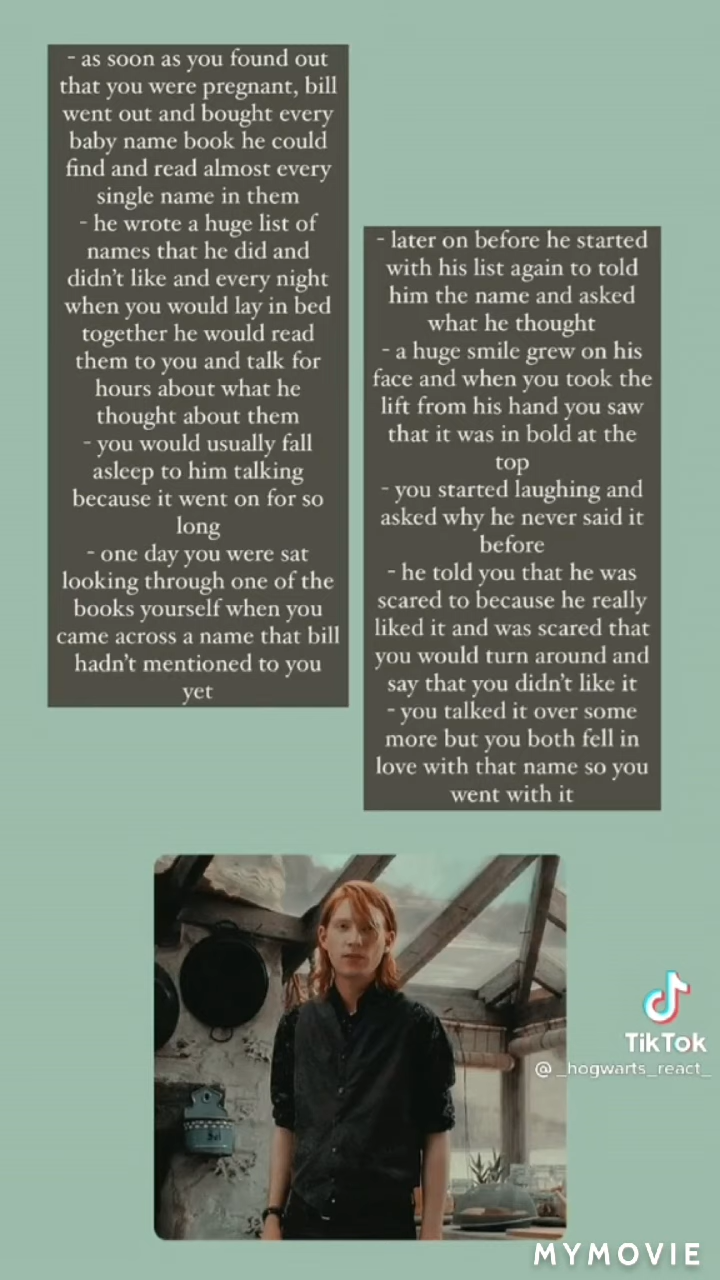 - as soon as you found out
that you were pregnant, bill
went out and bought every
baby name book he could
find and read almost every
single name in them
- he wrote a huge list of
names that he did and
didn't like and every night
when you would lay in bed
together he would read
them to you and talk for
hours about what he
thought about them
- you would usually fall
asleep to him talking
because it went on for so
long
- one day you were sat
looking through one of the
books yourself when you
came across a name that bill
hadn't mentioned to you
yet
- later on before he started
with his list again to told
him the name and asked
what he thought
- a huge smile grew on his
face and when you took the
lift from his hand you saw
that it was in bold at the
top
- you started laughing and
asked why he never said it
before
- he told you that he was
scared to because he really
liked it and was scared that
you would turn around and
say that you didn't like it
- you talked it over some
more but you both fell in
love with that name so you
went with it
TikTok
@_hogwarts_react_
MYMOVIE